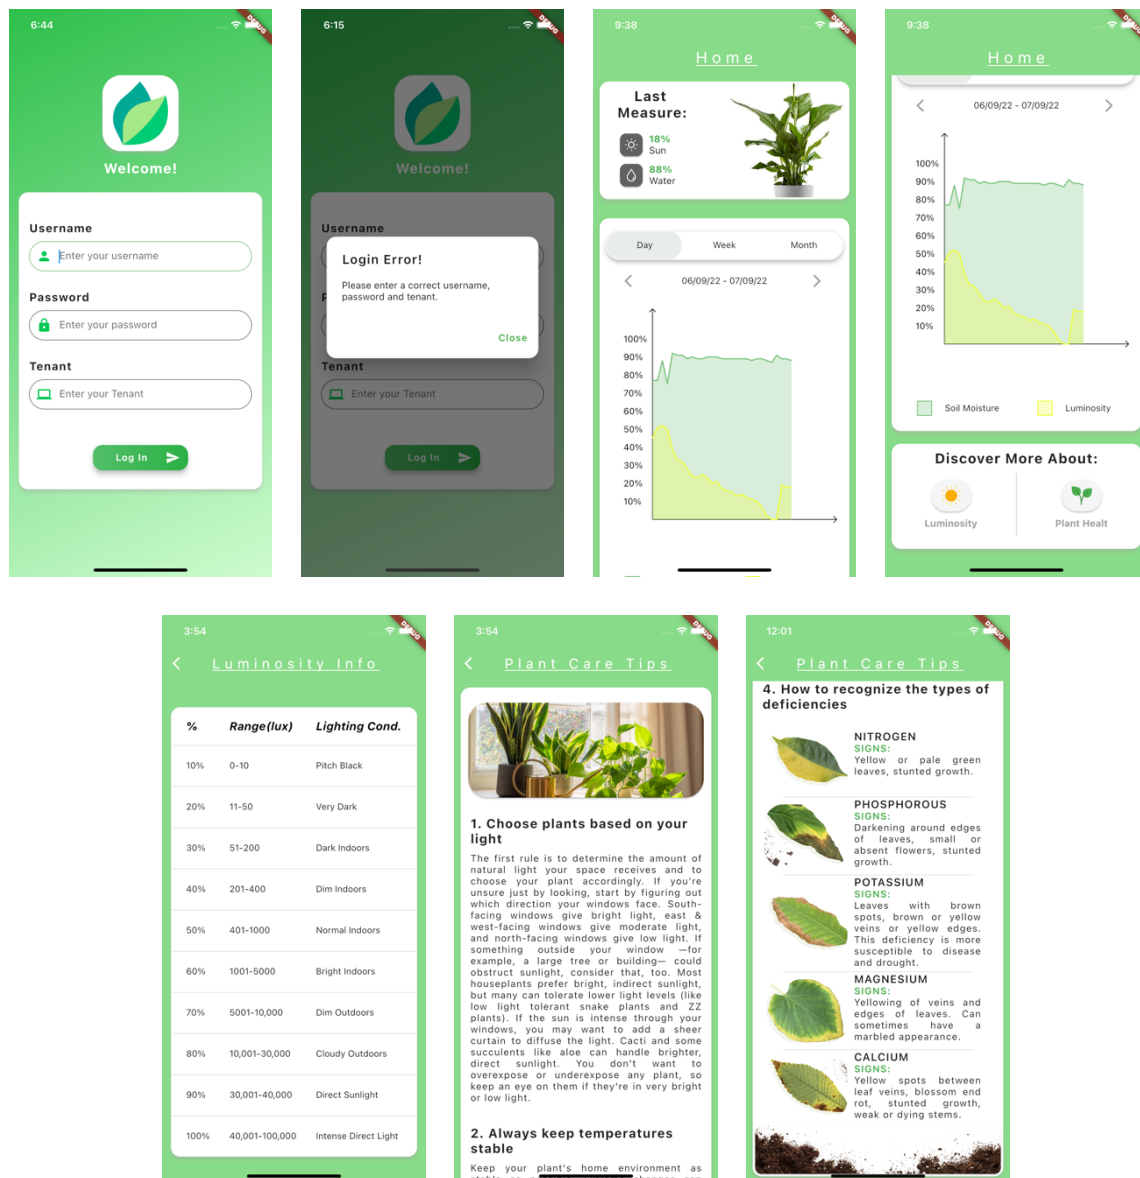 6:44
DEBUG
Welcome!
Username
Enter your username
Password
Enter your password
Tenant
Enter your Tenant
Log In
6:15
DEBUG
Welcome!
Username
Login Error!
Please enter a correct username,
password and tenant.
Close
P
Tenant
Enter your Tenant
Log In
9:38
DEBUG
Home
Last
Measure:
18%
Sun
88%
Water
Day
Week
Month
06/09/22 - 07/09/22
100%
90%
80%
70%
60%
50%
40%
30%
20%
10%
9:38
DEBUG
Home
06/09/22 - 07/09/22
100%
90%
80%
70%
60%
50%
40%
30%
20%
10%
Soil Moisture
Luminosity
Discover More About:
Luminosity
Plant Healt
3:54
DEBUG
Luminosity Info
% Range(lux) Lighting Cond.
10% 0-10 Pitch Black
20% 11-50 Very Dark
30% 51-200 Dark Indoors
40% 201-400 Dim Indoors
50% 401-1000 Normal Indoors
60% 1001-5000 Bright Indoors
70% 5001-10,000 Dim Outdoors
80% 10,001-30,000 Cloudy Outdoors
90% 30,001-40,000 Direct Sunlight
100% 40,001-100,000 Intense Direct Light
3:54
DEBUG
Plant Care Tips
1. Choose plants based on your
light
The first rule is to determine the amount of
natural light your space receives and to
choose your plant accordingly. If you're
unsure just by looking, start by figuring out
which direction your windows face. South-
facing windows give bright light, east &
west-facing windows give moderate light,
and north-facing windows give low light. If
something outside your window —for
example, a large tree or building— could
obstruct sunlight, consider that, too. Most
houseplants prefer bright, indirect sunlight,
but many can tolerate lower light levels (like
low light tolerant snake plants and ZZ
plants). If the sun is intense through your
windows, you may want to add a sheer
curtain to diffuse the light. Cacti and some
succulents like aloe can handle brighter,
direct sunlight. You don't want to
overexpose or underexpose any plant, so
keep an eye on them if they're in very bright
or low light.
2. Always keep temperatures
stable
Keep your plant's home environment as
12:01
DEBUG
Plant Care Tips
4. How to recognize the types of
deficiencies
NITROGEN
SIGNS:
Yellow or pale green
leaves, stunted growth.
PHOSPHOROUS
SIGNS:
Darkening around edges
of leaves, small or
absent flowers, stunted
growth.
POTASSIUM
SIGNS:
Leaves with brown
spots, brown or yellow
veins or yellow edges.
This deficiency is more
susceptible to disease
and drought.
MAGNESIUM
SIGNS:
Yellowing of veins and
edges of leaves. Can
sometimes have a
marbled appearance.
CALCIUM
SIGNS:
Yellow spots between
leaf veins, blossom end
rot, stunted growth,
weak or dying stems.